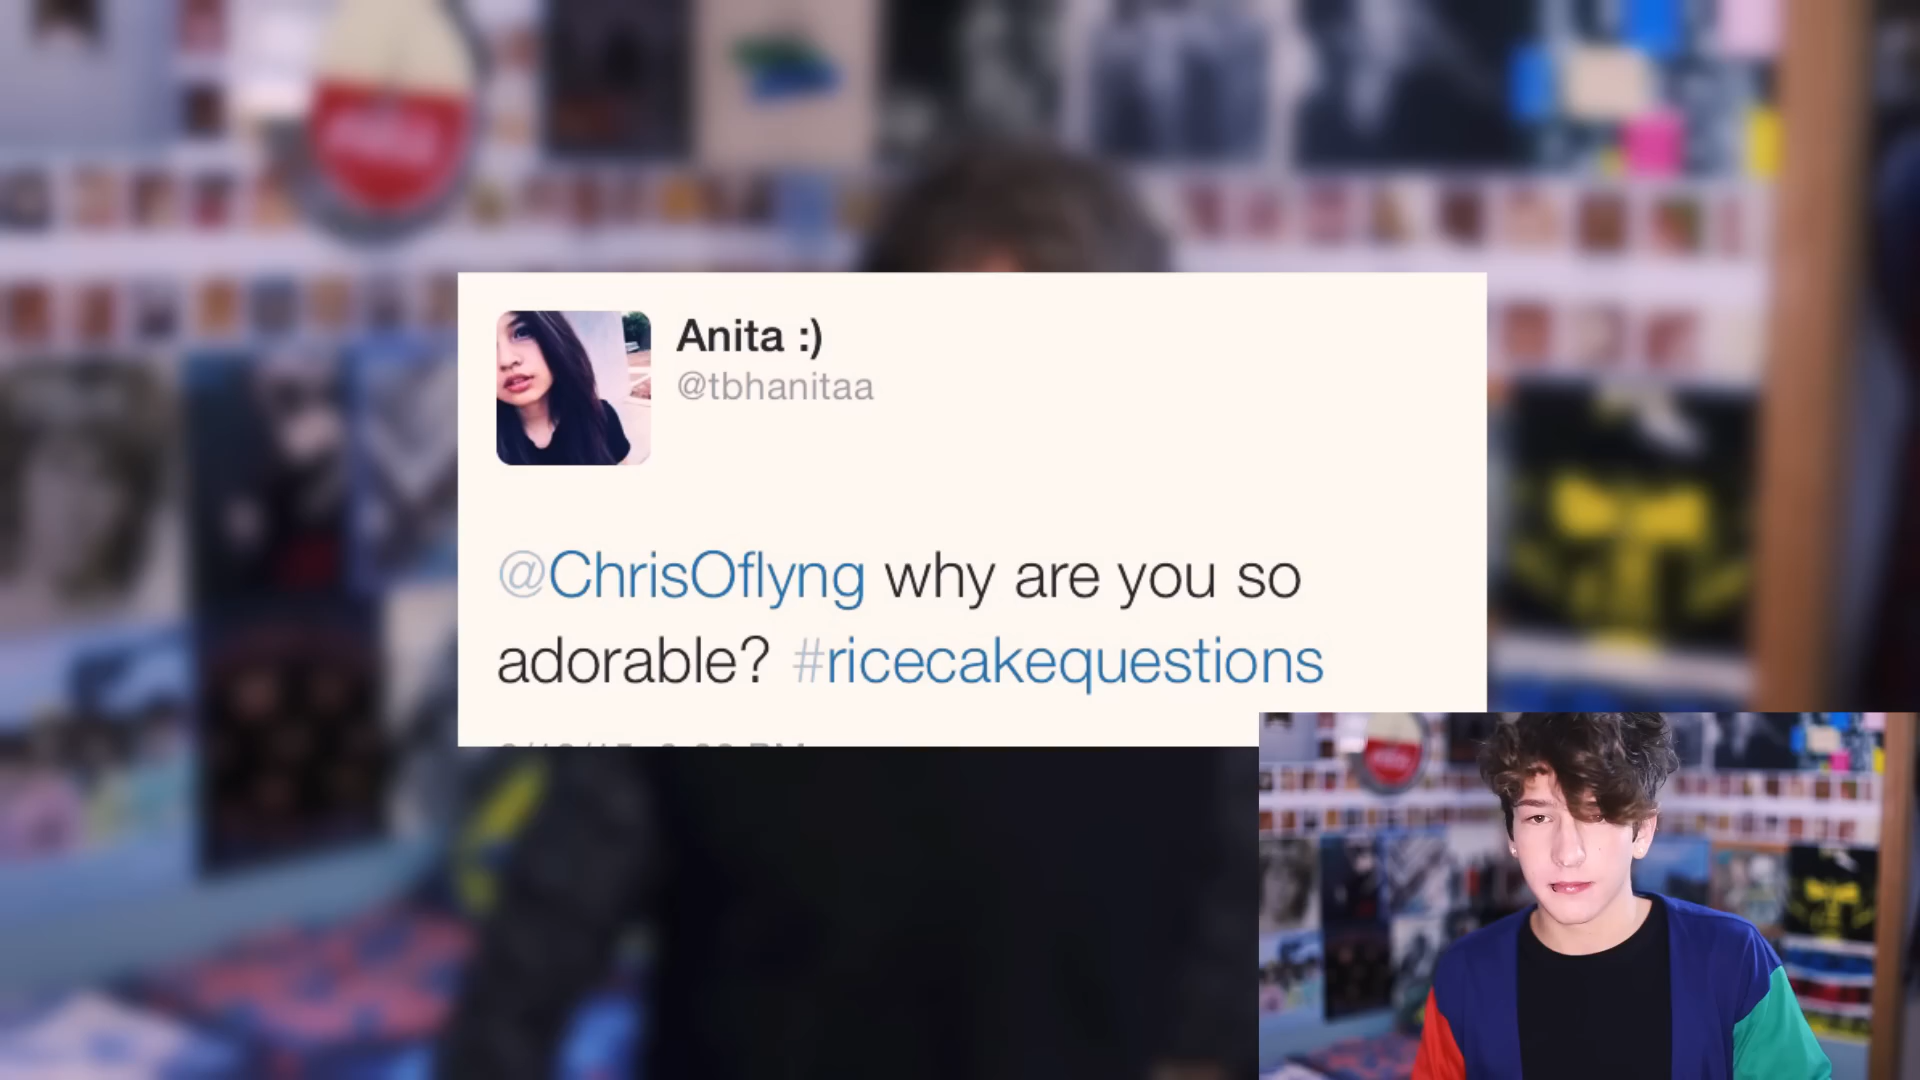 Anita :)
@tbhanitaa
@ChrisOflyng why are you so
adorable? #ricecakequestions